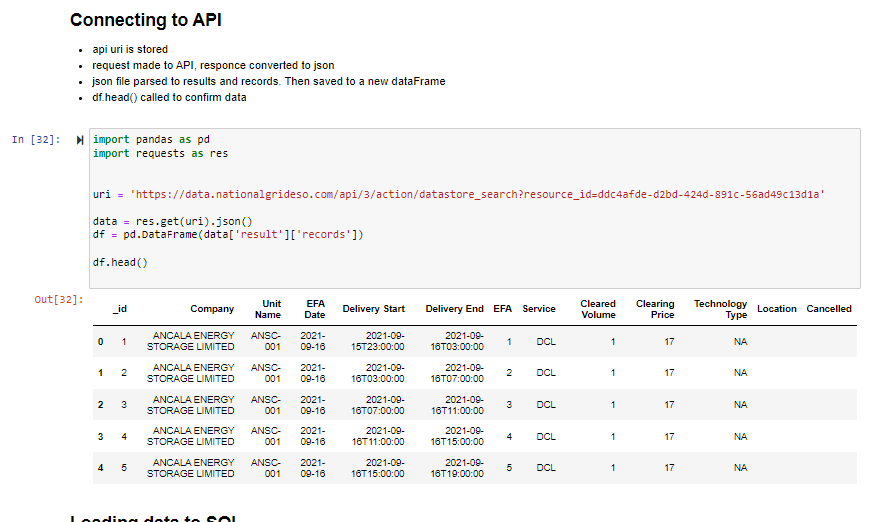 Connecting to API
• api uri is stored
• request made to API, responce converted to json
• json file parsed to results and records. Then saved to a new dataFrame
• df.head() called to confirm data
In [32]:
import pandas as pd
import requests as res
uri = 'https://data.nationalgrideso.com/api/3/action/datastore_search?resource_id=ddc4afde-d2bd-424d-891c-56ad49c13d1a'
data = res.get(uri).json()
df = pd.DataFrame(data['result']['records'])
df.head()
Out[32]:
_id Company Unit Name EFA Date Delivery Start Delivery End EFA Service Cleared Volume Clearing Price Technology Type Location Cancelled
0 1 ANCALA ENERGY STORAGE LIMITED ANSC-001 2021-09-16 2021-09-15T23:00:00 2021-09-16T03:00:00 1 DCL 1 17 NA
1 2 ANCALA ENERGY STORAGE LIMITED ANSC-001 2021-09-16 2021-09-16T03:00:00 2021-09-16T07:00:00 2 DCL 1 17 NA
2 3 ANCALA ENERGY STORAGE LIMITED ANSC-001 2021-09-16 2021-09-16T07:00:00 2021-09-16T11:00:00 3 DCL 1 17 NA
3 4 ANCALA ENERGY STORAGE LIMITED ANSC-001 2021-09-16 2021-09-16T11:00:00 2021-09-16T15:00:00 4 DCL 1 17 NA
4 5 ANCALA ENERGY STORAGE LIMITED ANSC-001 2021-09-16 2021-09-16T15:00:00 2021-09-16T19:00:00 5 DCL 1 17 NA
Loading data to SQL